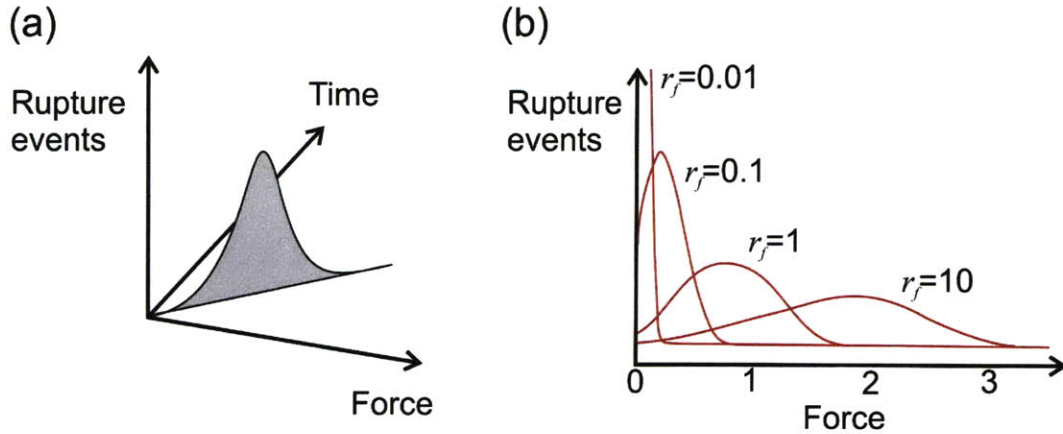 (a)
Rupture
events
Time
Force
(b)
Rupture
events
r_f=0.01
r_f=0.1
r_f=1
r_f=10
0 1 2 3
Force